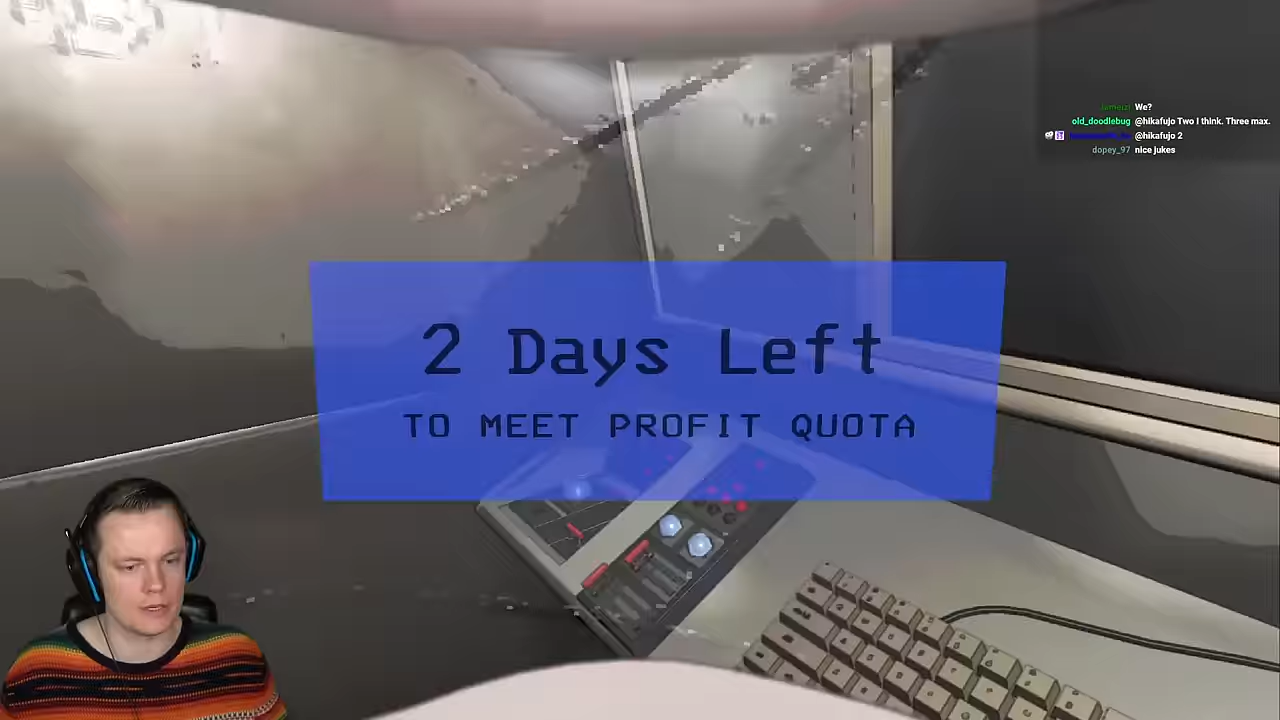 We?
old_doodlebug @hikafujo Two I think. Three max.
@hikafujo 2
dopey_97 nice jukes
2 Days Left
TO MEET PROFIT QUOTA